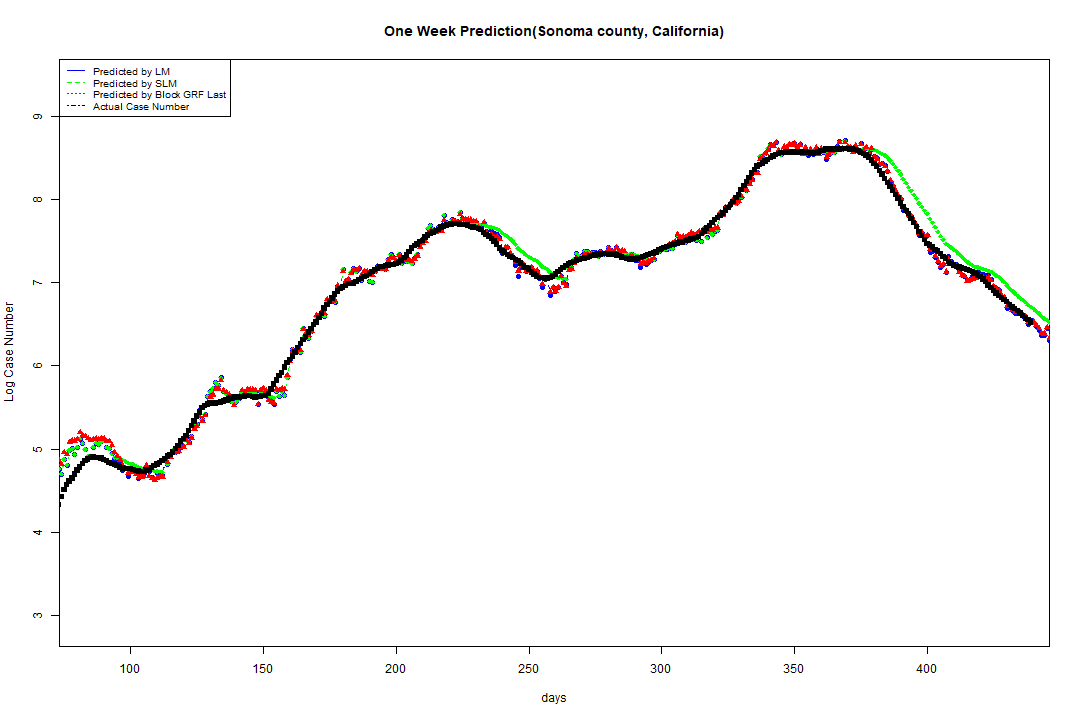 One Week Prediction(Sonoma county, California)
Predicted by LM
Predicted by SLM
Predicted by Block GRF Last
Actual Case Number
9
8
7
6
5
4
3
Log Case Number
100 150 200 250 300 350 400
days